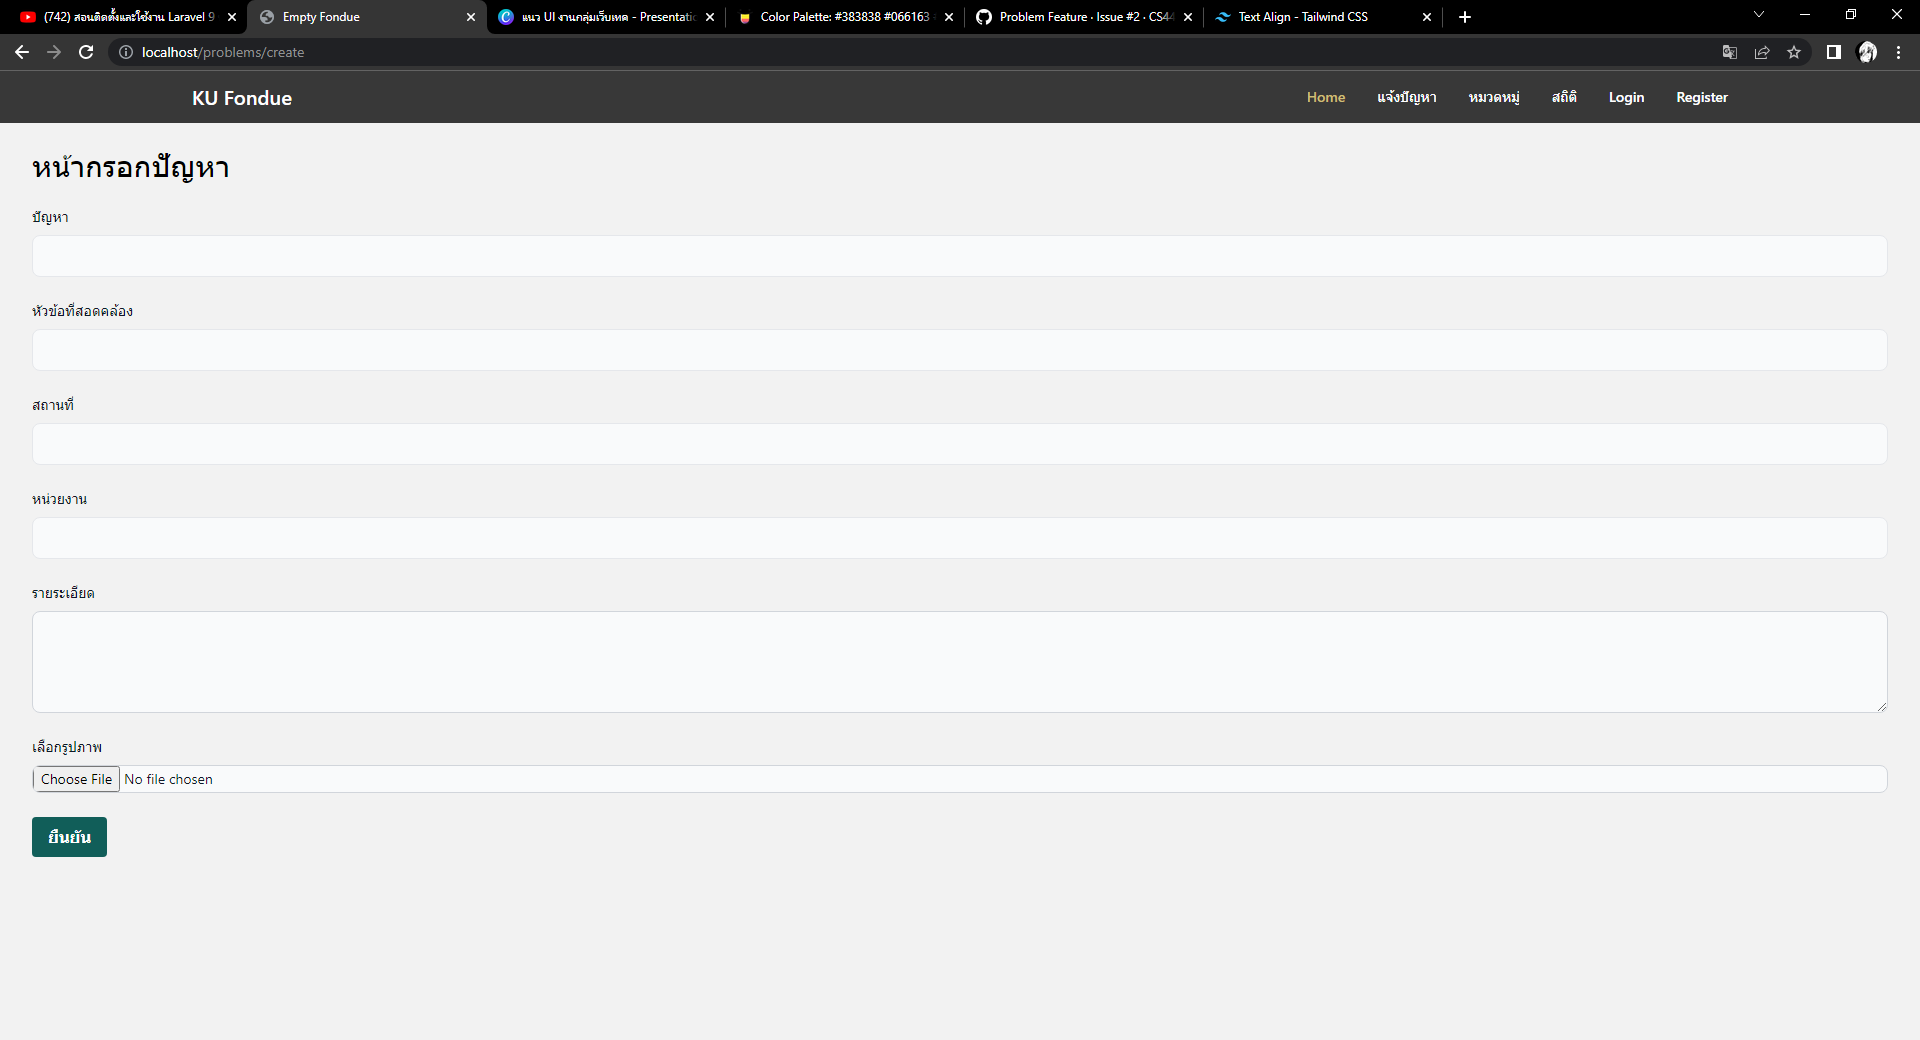 (742) สอนติดตั้งและใช้งาน Laravel 9
Empty Fondue
แนว UI งานกลุ่มเว็บเทค - Presentatio
Color Palette: #383838 #066163
Problem Feature · Issue #2 · CS44
Text Align - Tailwind CSS
localhost/problems/create
KU Fondue
Home
แจ้งปัญหา
หมวดหมู่
สถิติ
Login
Register
หน้ากรอกปัญหา
ปัญหา
หัวข้อที่สอดคล้อง
สถานที่
หน่วยงาน
รายระเอียด
เลือกรูปภาพ
Choose File No file chosen
ยืนยัน